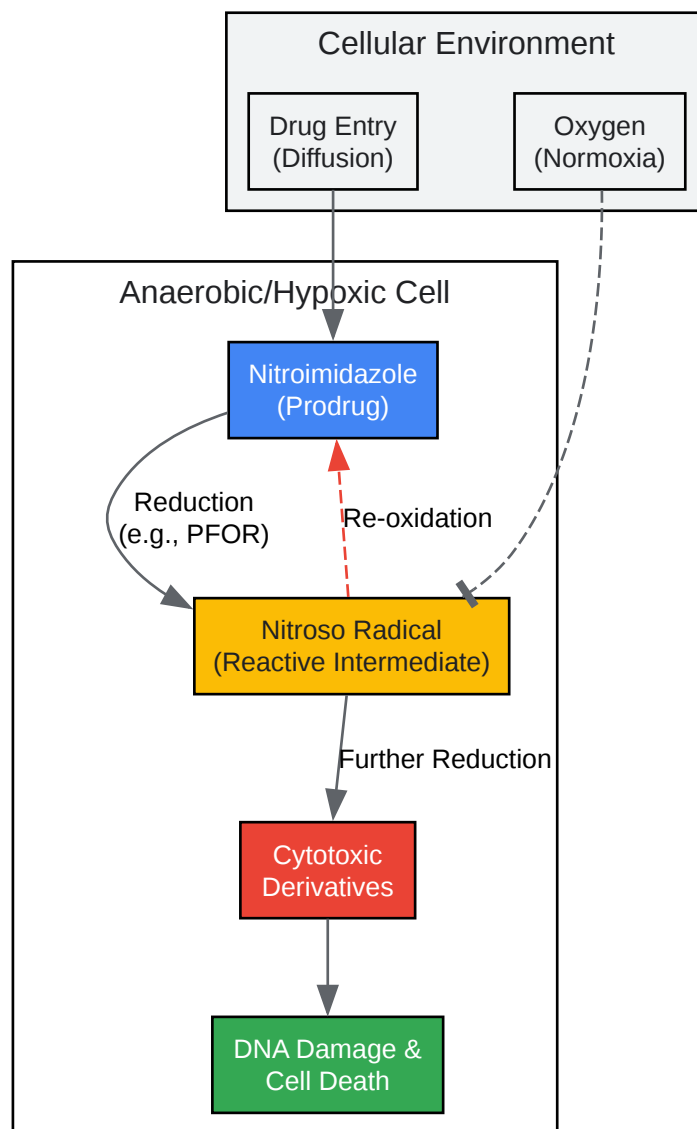 Cellular Environment
Drug Entry
(Diffusion)
Oxygen
(Normoxia)
Anaerobic/Hypoxic Cell
Nitroimidazole
(Prodrug)
Reduction
(e.g., PFOR)
Re-oxidation
Nitroso Radical
(Reactive Intermediate)
Further Reduction
Cytotoxic
Derivatives
DNA Damage &
Cell Death